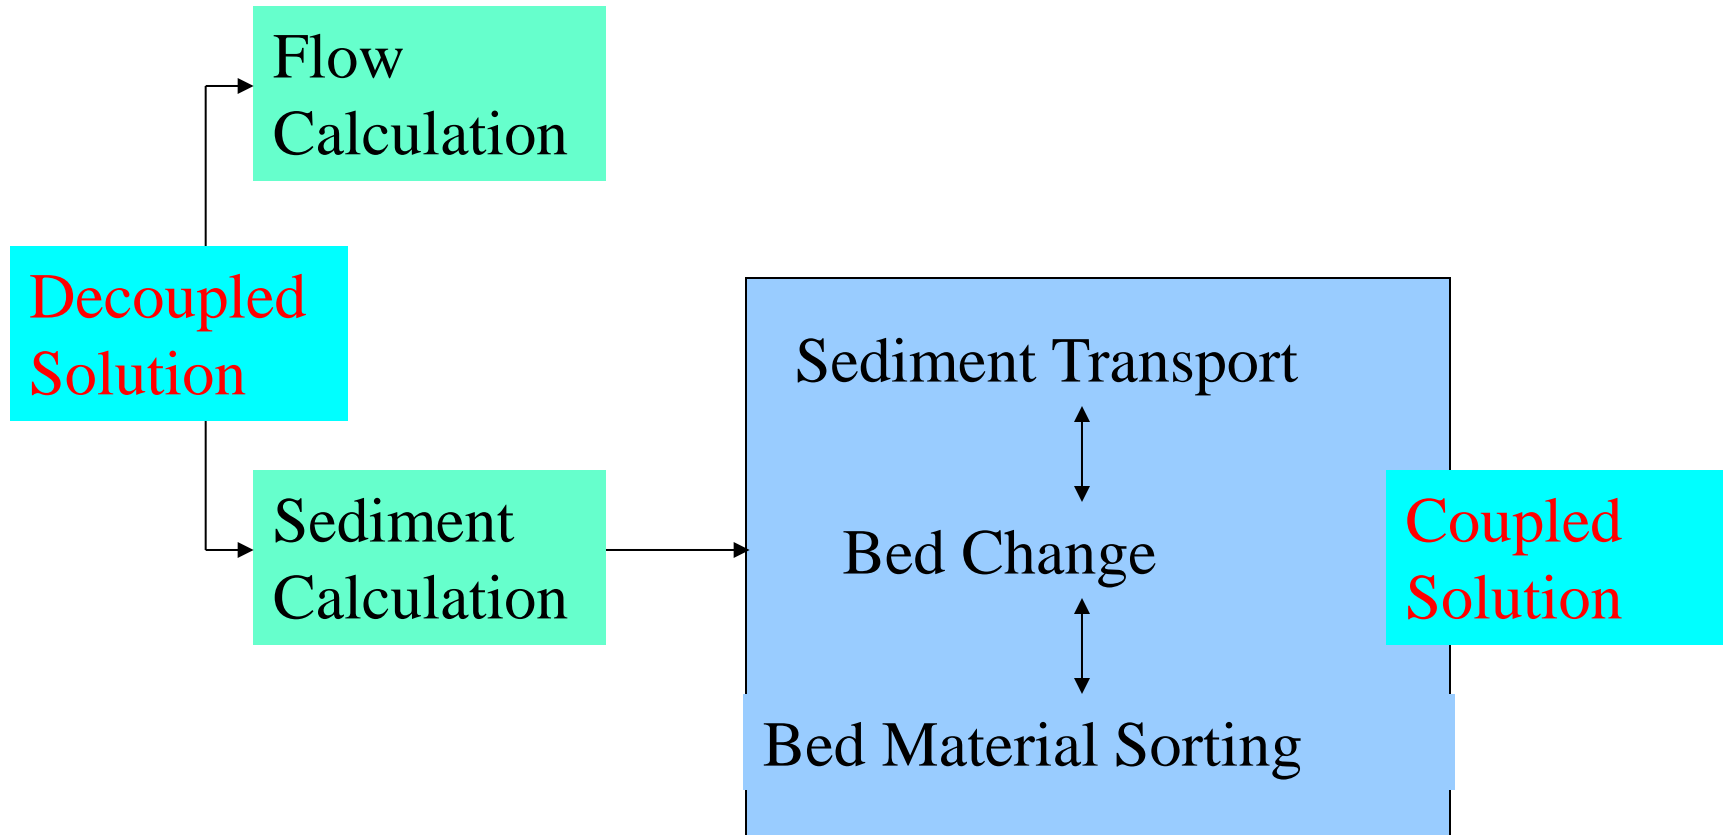 Flow
Calculation
Decoupled
Solution
Sediment Transport
Sediment
Calculation
Bed Change
Coupled
Solution
Bed Material Sorting